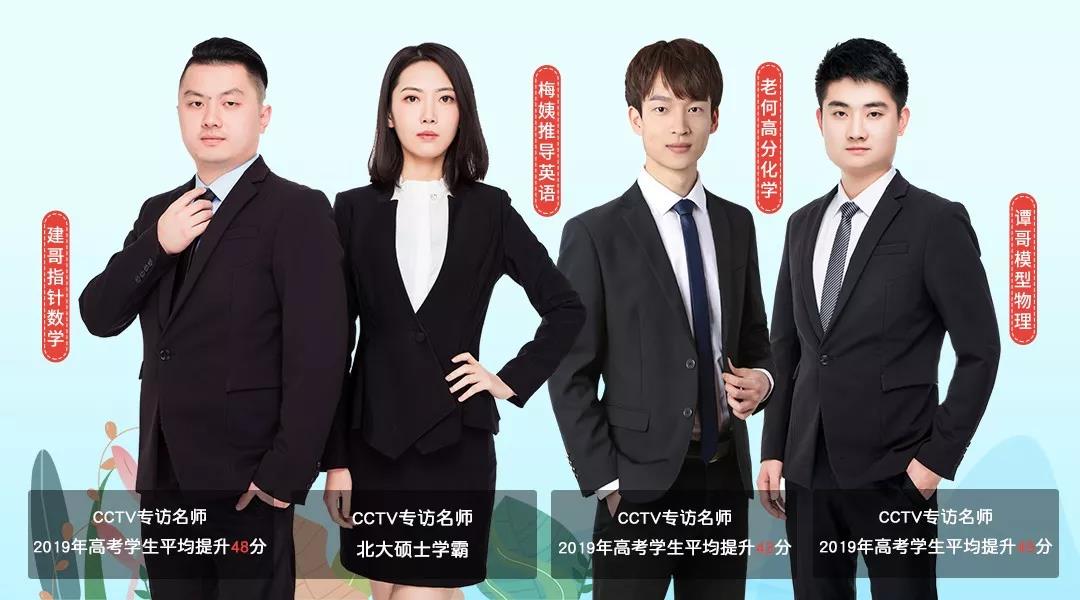 建哥指针数学
梅姨推导英语
老何高分化学
谭哥模型物理
CCTV专访名师
2019年高考学生平均提升48分
CCTV专访名师
北大硕士学霸
CCTV专访名师
2019年高考学生平均提升42分
CCTV专访名师
2019年高考学生平均提升45分